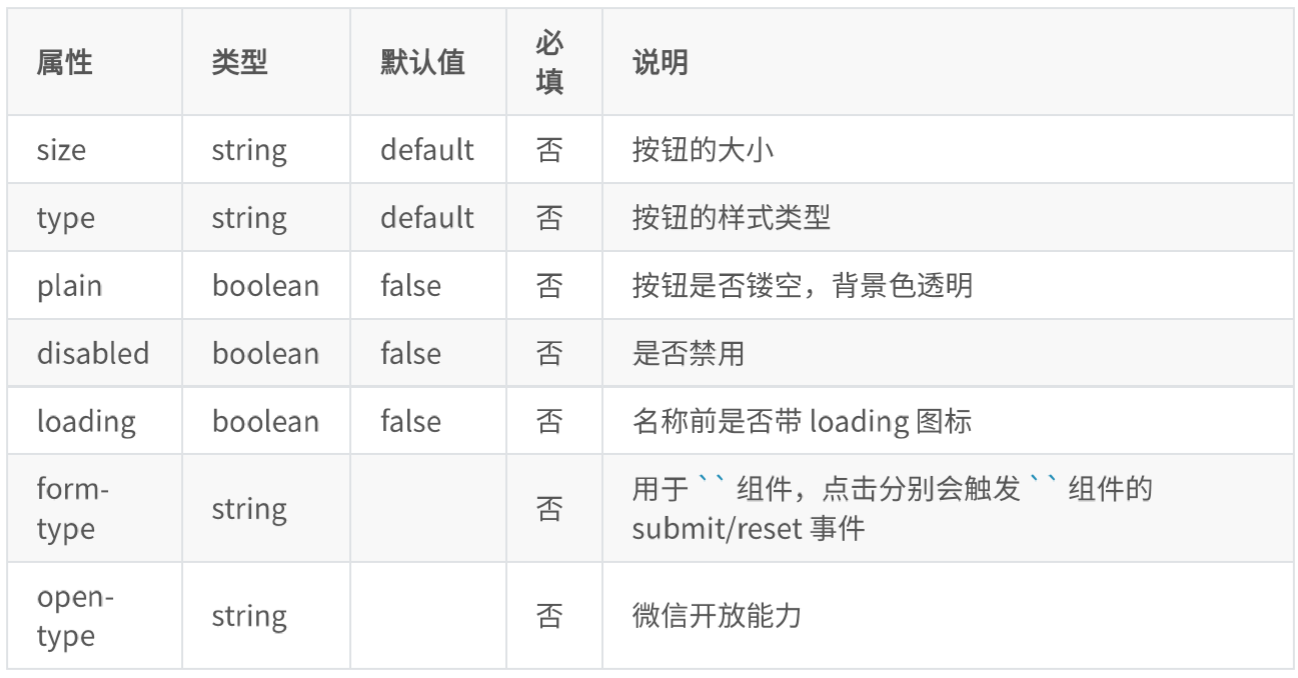 属性 类型 默认值 必填 说明
size string default 否 按钮的大小
type string default 否 按钮的样式类型
plain boolean false 否 按钮是否镂空，背景色透明
disabled boolean false 否 是否禁用
loading boolean false 否 名称前是否带 loading 图标
form-
type
string
否
用于 `` 组件，点击分别会触发 `` 组件的
submit/reset 事件
open-
type
string
否
微信开放能力